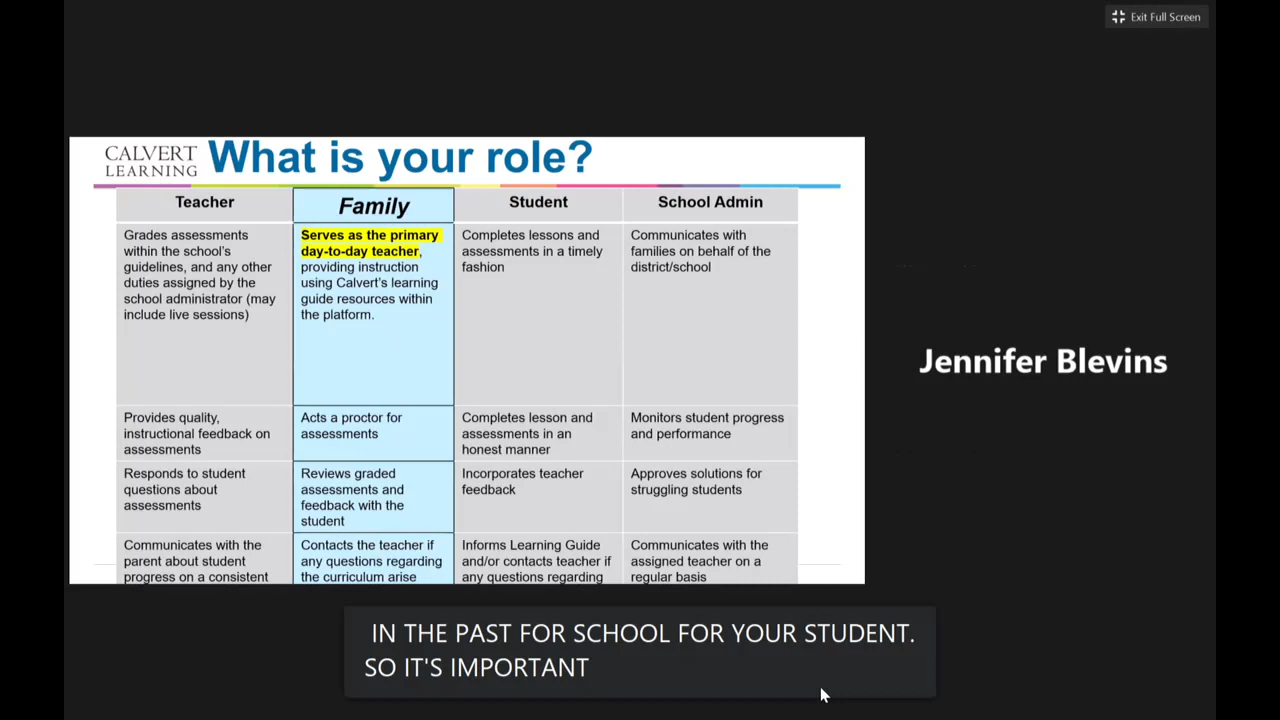 Exit Full Screen
CALVERT
LEARNING
What is your role?
Teacher
Family
Student
School Admin
Grades assessments
within the school's
guidelines, and any other
duties assigned by the
school administrator (may
include live sessions)
Serves as the primary
day-to-day teacher,
providing instruction
using Calvert's learning
guide resources within
the platform.
Completes lessons and
assessments in a timely
fashion
Communicates with
families on behalf of the
district/school
Provides quality,
instructional feedback on
assessments
Acts a proctor for
assessments
Completes lesson and
assessments in an
honest manner
Monitors student progress
and performance
Responds to student
questions about
assessments
Reviews graded
assessments and
feedback with the
student
Incorporates teacher
feedback
Approves solutions for
struggling students
Communicates with the
parent about student
progress on a consistent
Contacts the teacher if
any questions regarding
the curriculum arise
Informs Learning Guide
and/or contacts teacher if
any questions regarding
Communicates with the
assigned teacher on a
regular basis
Jennifer Blevins
IN THE PAST FOR SCHOOL FOR YOUR STUDENT.
SO IT'S IMPORTANT